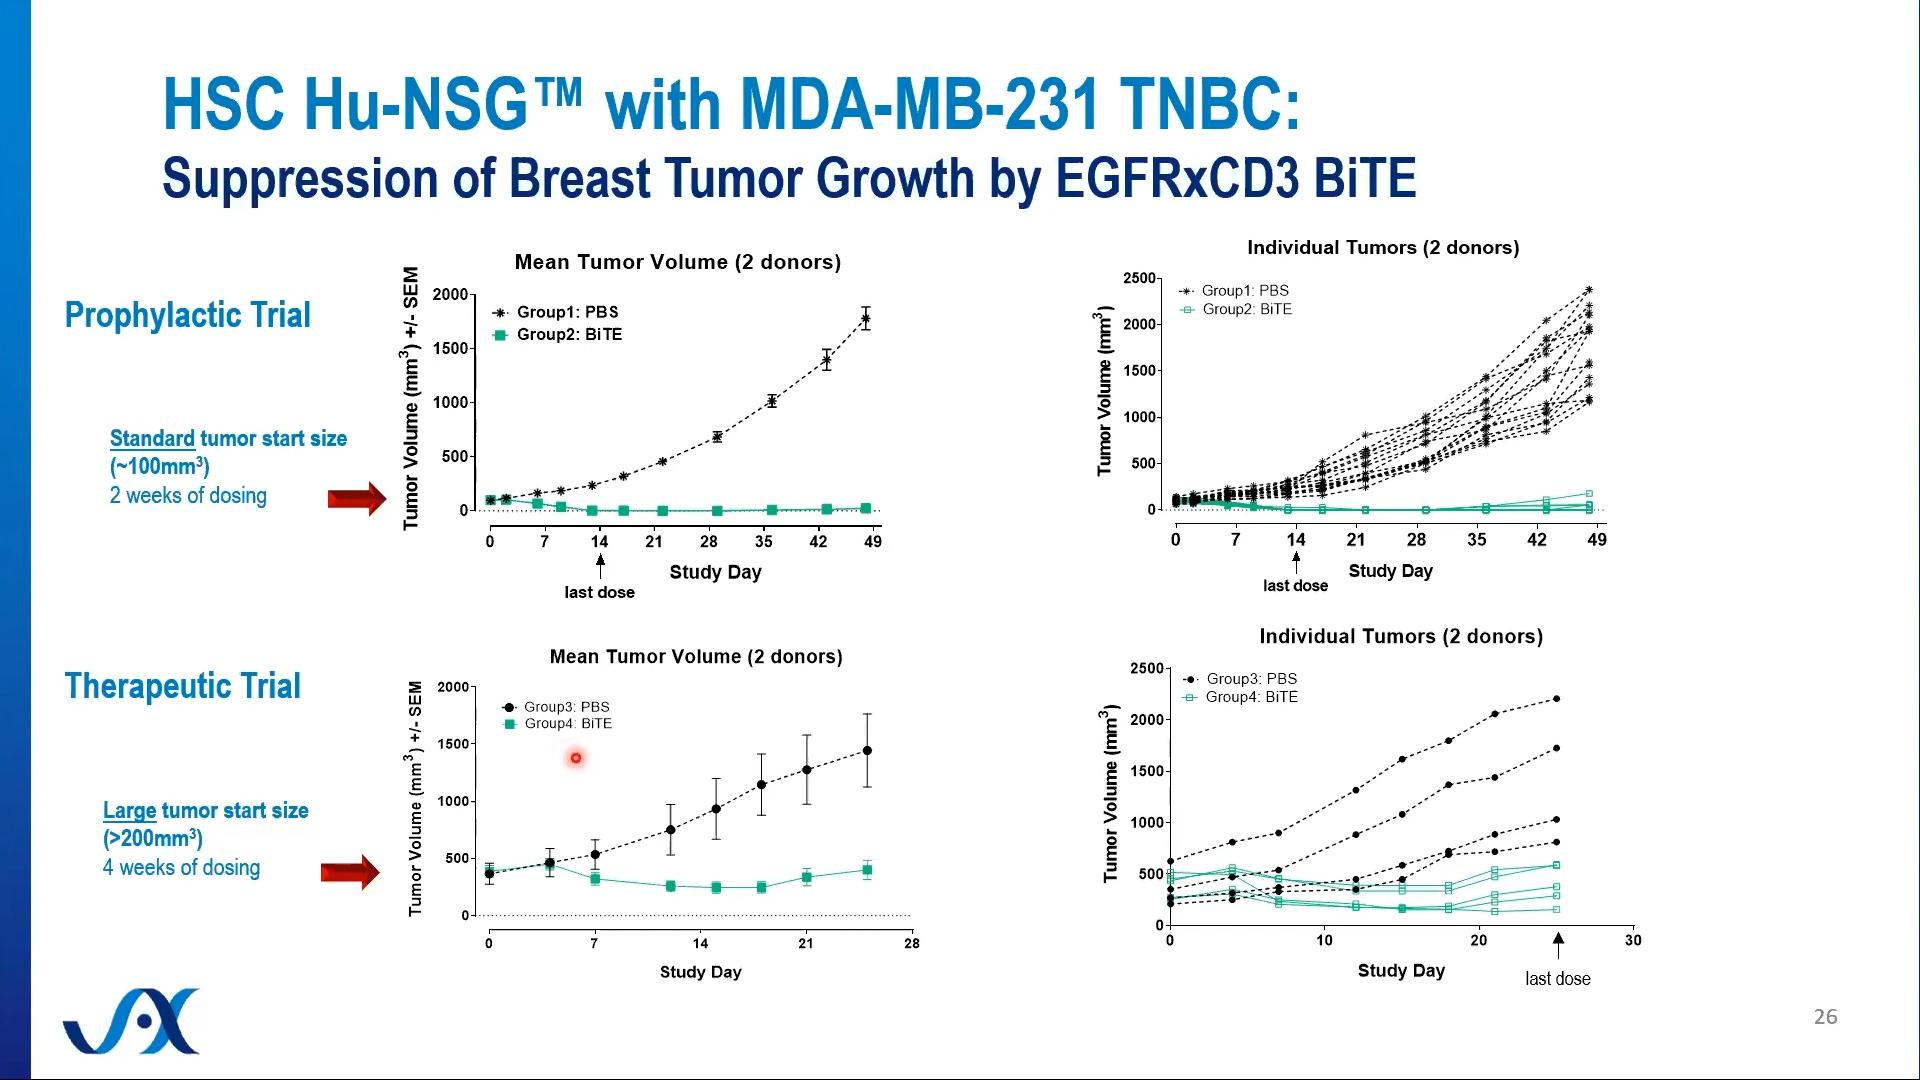 HSC Hu-NSG™ with MDA-MB-231 TNBC:
Suppression of Breast Tumor Growth by EGFRxCD3 BiTE
Prophylactic Trial
Standard tumor start size
(~100mm³)
2 weeks of dosing
Mean Tumor Volume (2 donors)
Tumor Volume (mm³) +/- SEM
2000
1500
1000
500
0
Group1: PBS
Group2: BiTE
0 7 14 21 28 35 42 49
Study Day
last dose
Individual Tumors (2 donors)
Tumor Volume (mm³)
2500
2000
1500
1000
500
0
Group1: PBS
Group2: BiTE
0 7 14 21 28 35 42 49
Study Day
last dose
Therapeutic Trial
Large tumor start size
(>200mm³)
4 weeks of dosing
Mean Tumor Volume (2 donors)
Tumor Volume (mm³) +/- SEM
2000
1500
1000
500
0
Group3: PBS
Group4: BiTE
0 7 14 21 28
Study Day
Individual Tumors (2 donors)
Tumor Volume (mm³)
2500
2000
1500
1000
500
0
Group3: PBS
Group4: BiTE
0 10 20 30
Study Day
last dose
JAX
26